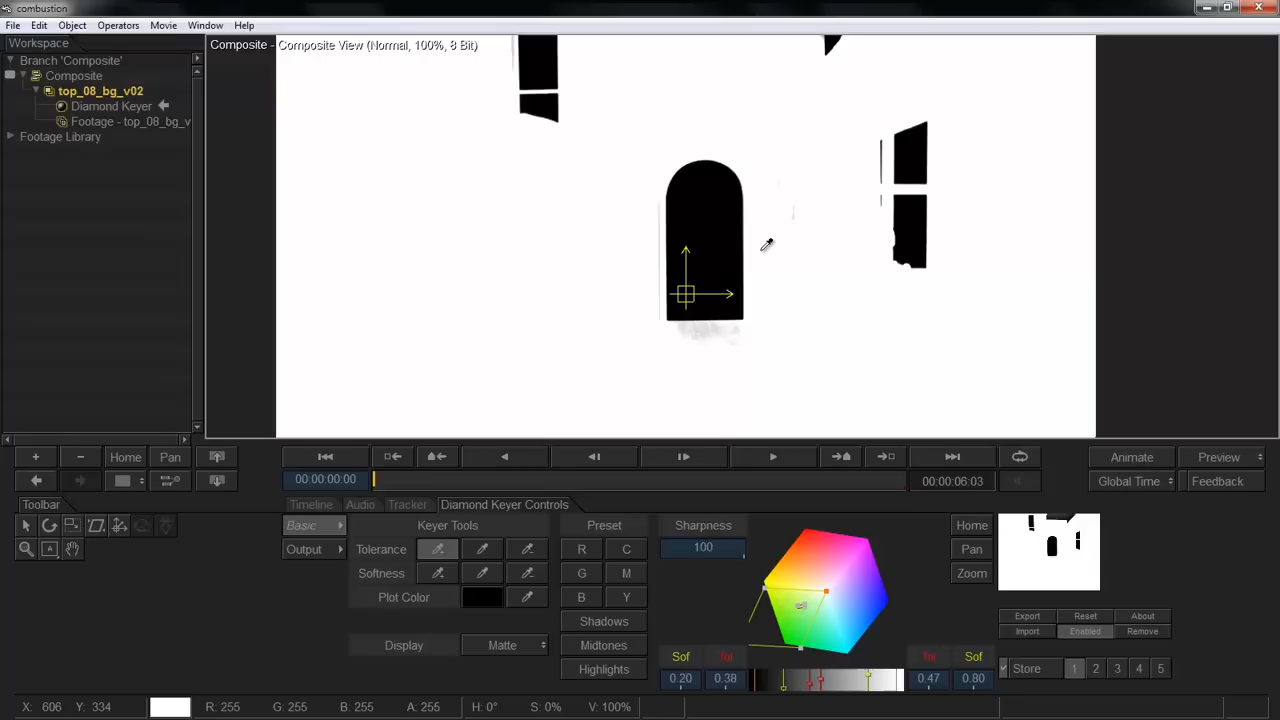 combustion
File Edit Object Operators Movie Window Help
Workspace
Branch 'Composite'
Composite
top_08_bg_v02
Diamond Keyer
Footage - top_08_bg_v
Footage Library
Composite - Composite View (Normal, 100%, 8 Bit)
+ - Home Pan
Animate Preview
00:00:00:00 00:00:06:03 Global Time Feedback
Toolbar Timeline Audio Tracker Diamond Keyer Controls
Basic Keyer Tools Preset Sharpness Home
Output Tolerance R C 100 Pan
Softness G M Zoom
Plot Color B Y
Shadows Export Reset About
Import Enabled Remove
Display Matte Midtones
Sof Tol Tol Sof
Highlights Store 1 2 3 4 5
0.20 0.38 0.47 0.80
X: 606 Y: 334 R: 255 G: 255 B: 255 A: 255 H: 0° S: 0% V: 100%